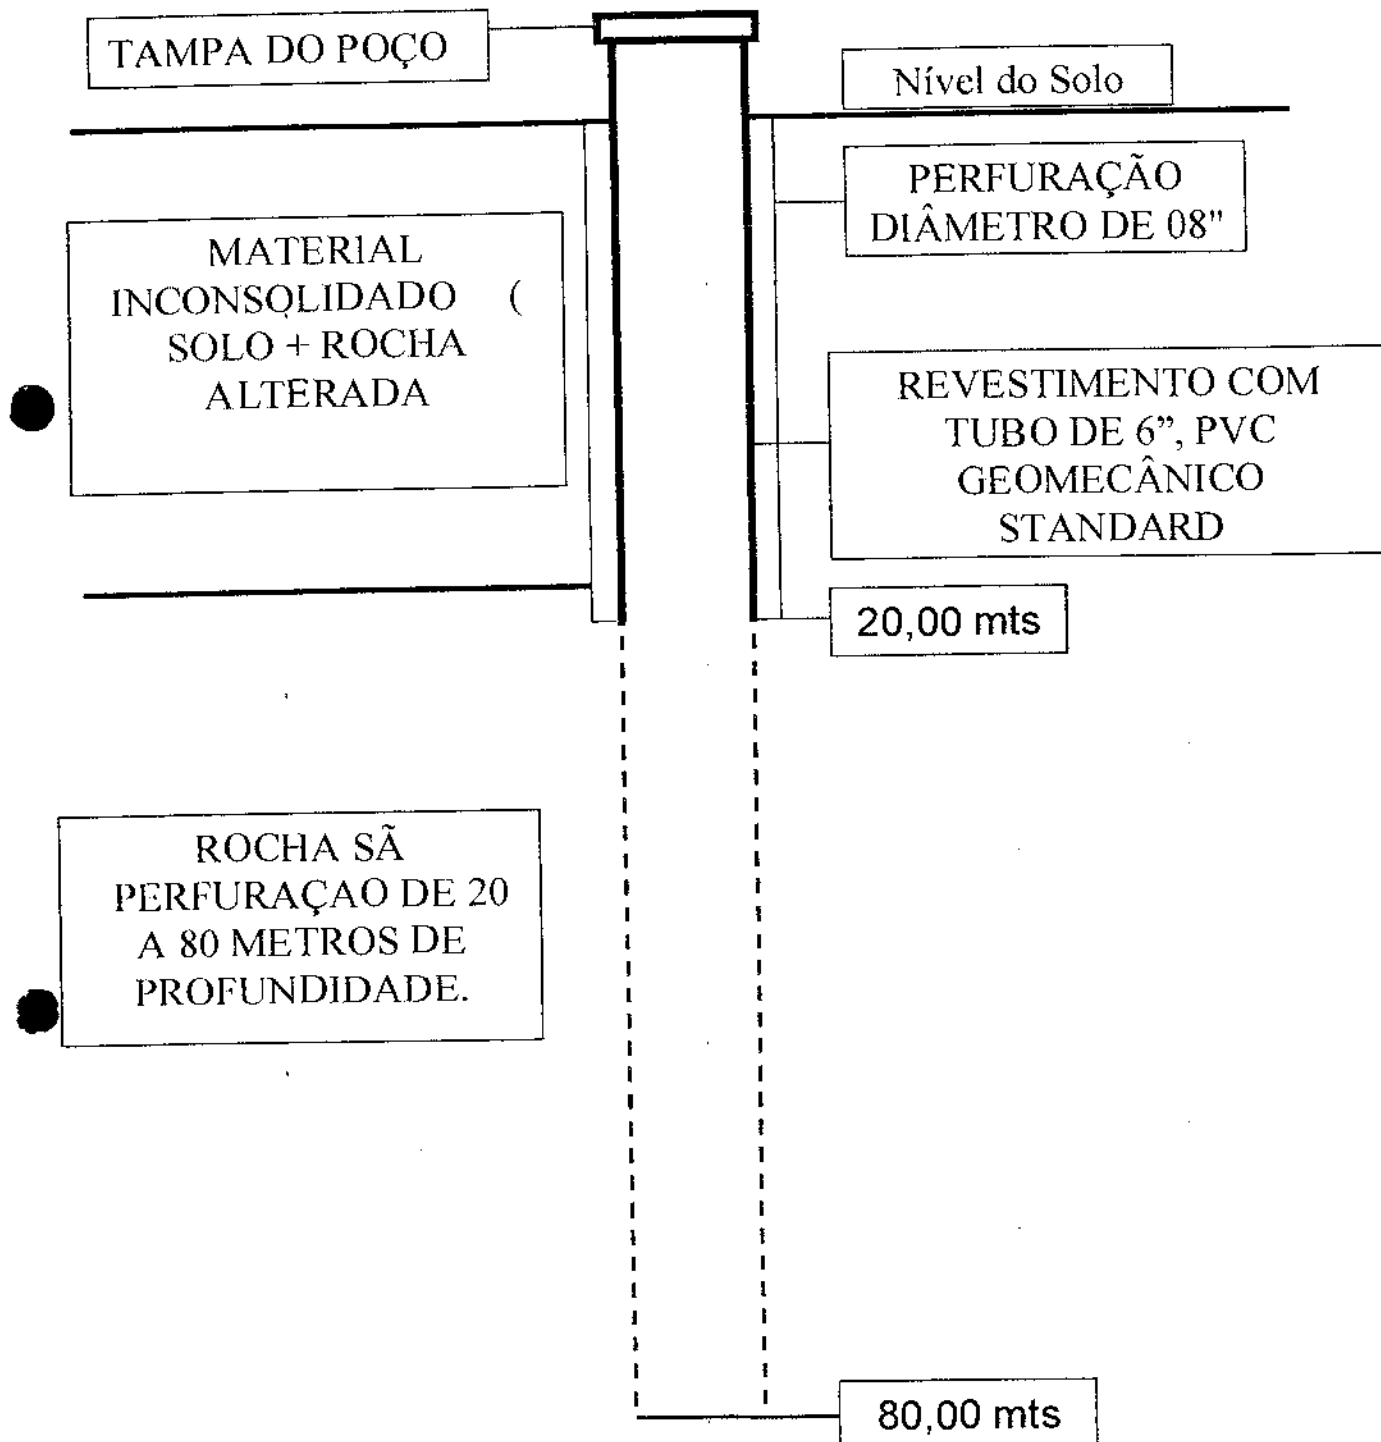 TAMPA DO POÇO
Nível do Solo
PERFURAÇÃO
DIÂMETRO DE 08"
MATERIAL
INCONSOLIDADO (
SOLO + ROCHA
ALTERADA
REVESTIMENTO COM
TUBO DE 6”, PVC
GEOMECÂNICO
STANDARD
20,00 mts
ROCHA SÃ
PERFURAÇAO DE 20
A 80 METROS DE
PROFUNDIDADE.
80,00 mts